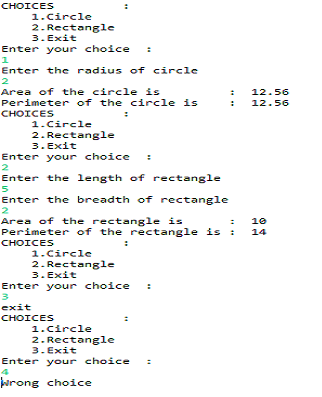 CHOICES          :
    1.Circle
    2.Rectangle
    3.Exit
Enter your choice  :
1
Enter the radius of circle
2
Area of the circle is          :  12.56
Perimeter of the circle is     :  12.56
CHOICES          :
    1.Circle
    2.Rectangle
    3.Exit
Enter your choice  :
2
Enter the length of rectangle
5
Enter the breadth of rectangle
2
Area of the rectangle is       :  10
Perimeter of the rectangle is :  14
CHOICES          :
    1.Circle
    2.Rectangle
    3.Exit
Enter your choice  :
3
exit
CHOICES          :
    1.Circle
    2.Rectangle
    3.Exit
Enter your choice  :
4
Wrong choice